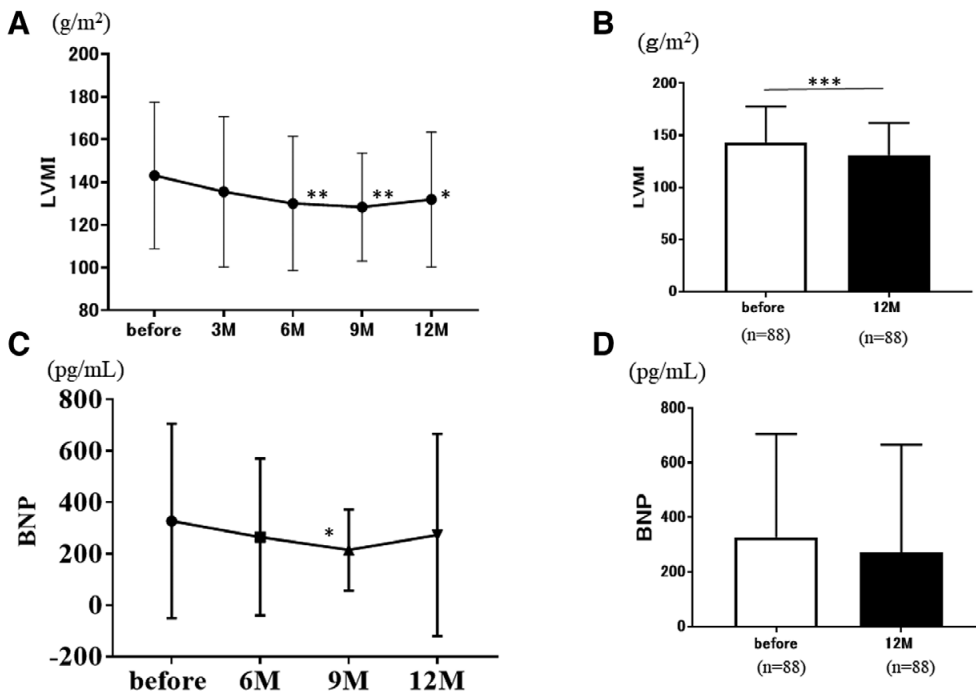 A
(g/m²)
LVMI
200
180
160
140
120
100
80
** ** *
before 3M 6M 9M 12M
B
(g/m²)
LVMI
200
150
100
50
0
***
before 12M
(n=88) (n=88)
C
(pg/mL)
BNP
800
600
400
200
0
-200
*
before 6M 9M 12M
D
(pg/mL)
BNP
800
600
400
200
0
before 12M
(n=88) (n=88)